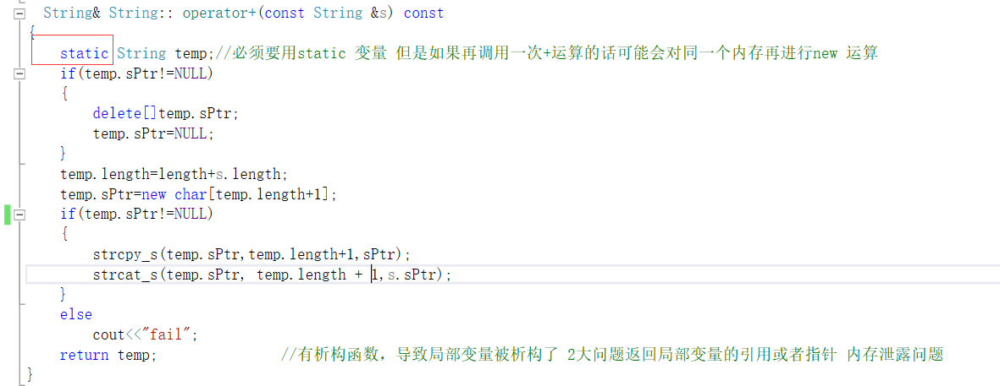 String& String:: operator+(const String &s) const
{
static String temp;//必须要用static 变量 但是如果再调用一次+运算的话可能会对同一个内存再进行new 运算
if(temp.sPtr!=NULL)
{
delete[]temp.sPtr;
temp.sPtr=NULL;
}
temp.length=length+s.length;
temp.sPtr=new char[temp.length+1];
if(temp.sPtr!=NULL)
{
strcpy_s(temp.sPtr,temp.length+1,sPtr);
strcat_s(temp.sPtr, temp.length + 1,s.sPtr);
}
else
cout<<"fail";
return temp; //有析构函数，导致局部变量被析构了 2大问题返回局部变量的引用或者指针 内存泄露问题
}